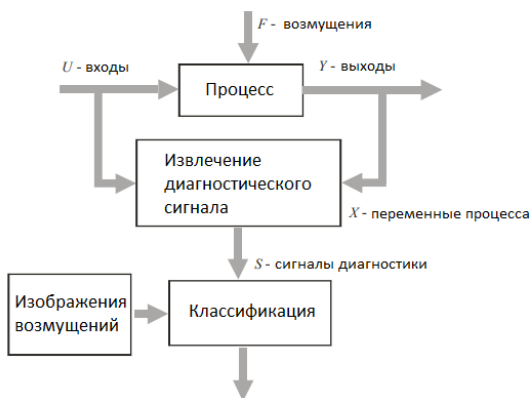 F - возмущения
U - входы
Y - выходы
Процесс
Извлечение
диагностического
сигнала
X - переменные процесса
S - сигналы диагностики
Изображения
возмущений
Классификация